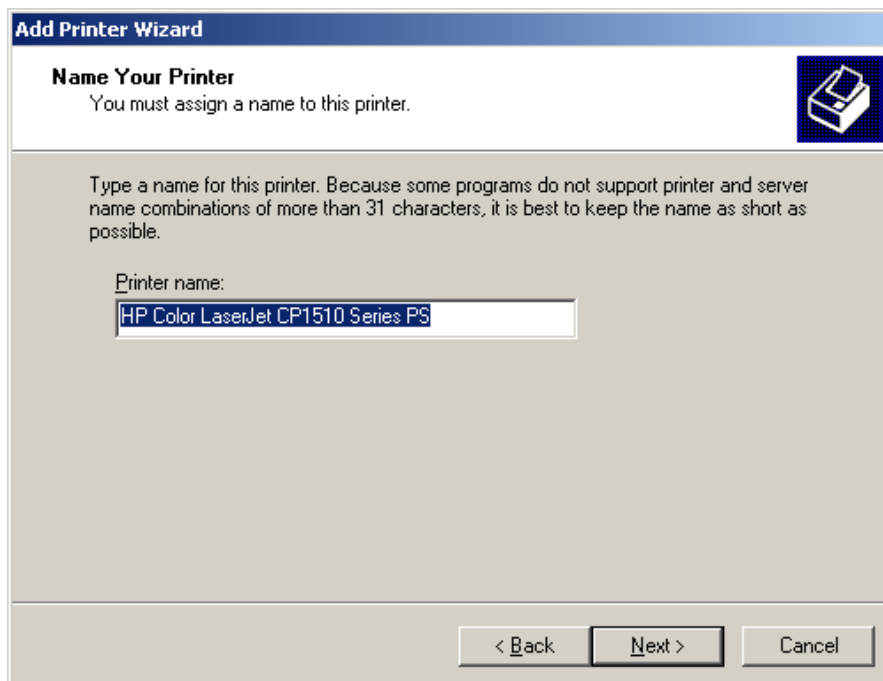 Add Printer Wizard
Name Your Printer
You must assign a name to this printer.
Type a name for this printer. Because some programs do not support printer and server
name combinations of more than 31 characters, it is best to keep the name as short as
possible.
Printer name:
HP Color LaserJet CP1510 Series PS
< Back Next > Cancel